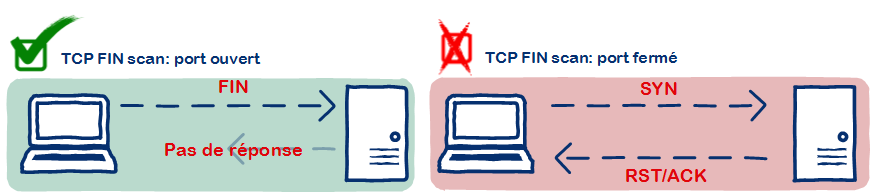 TCP FIN scan: port ouvert
FIN
Pas de réponse
TCP FIN scan: port fermé
SYN
RST/ACK